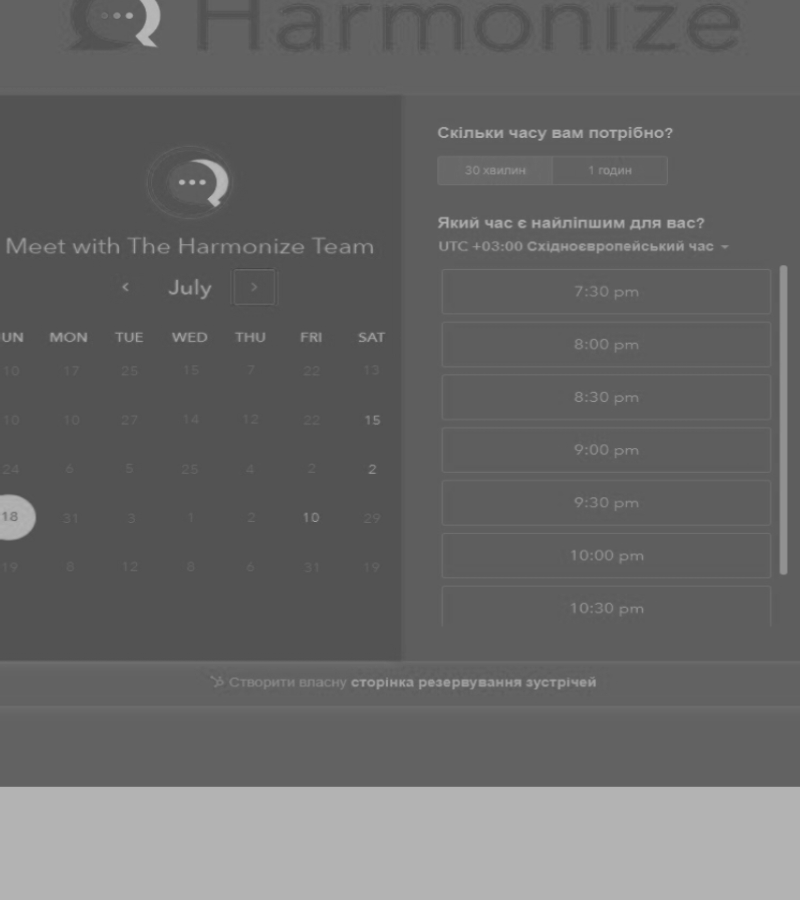 Harmonize
Meet with The Harmonize Team
July
UN MON TUE WED THU FRI SAT
10 17 25 15 7 22 13
10 10 27 14 12 22 15
24 6 5 25 4 2 2
18 31 3 1 2 10 29
19 8 12 8 6 31 19
Скільки часу вам потрібно?
30 хвилин 1 годин
Який час є найліпшим для вас?
UTC +03:00 Східноєвропейський час
7:30 pm
8:00 pm
8:30 pm
9:00 pm
9:30 pm
10:00 pm
10:30 pm
Створити власну сторінка резервування зустрічей